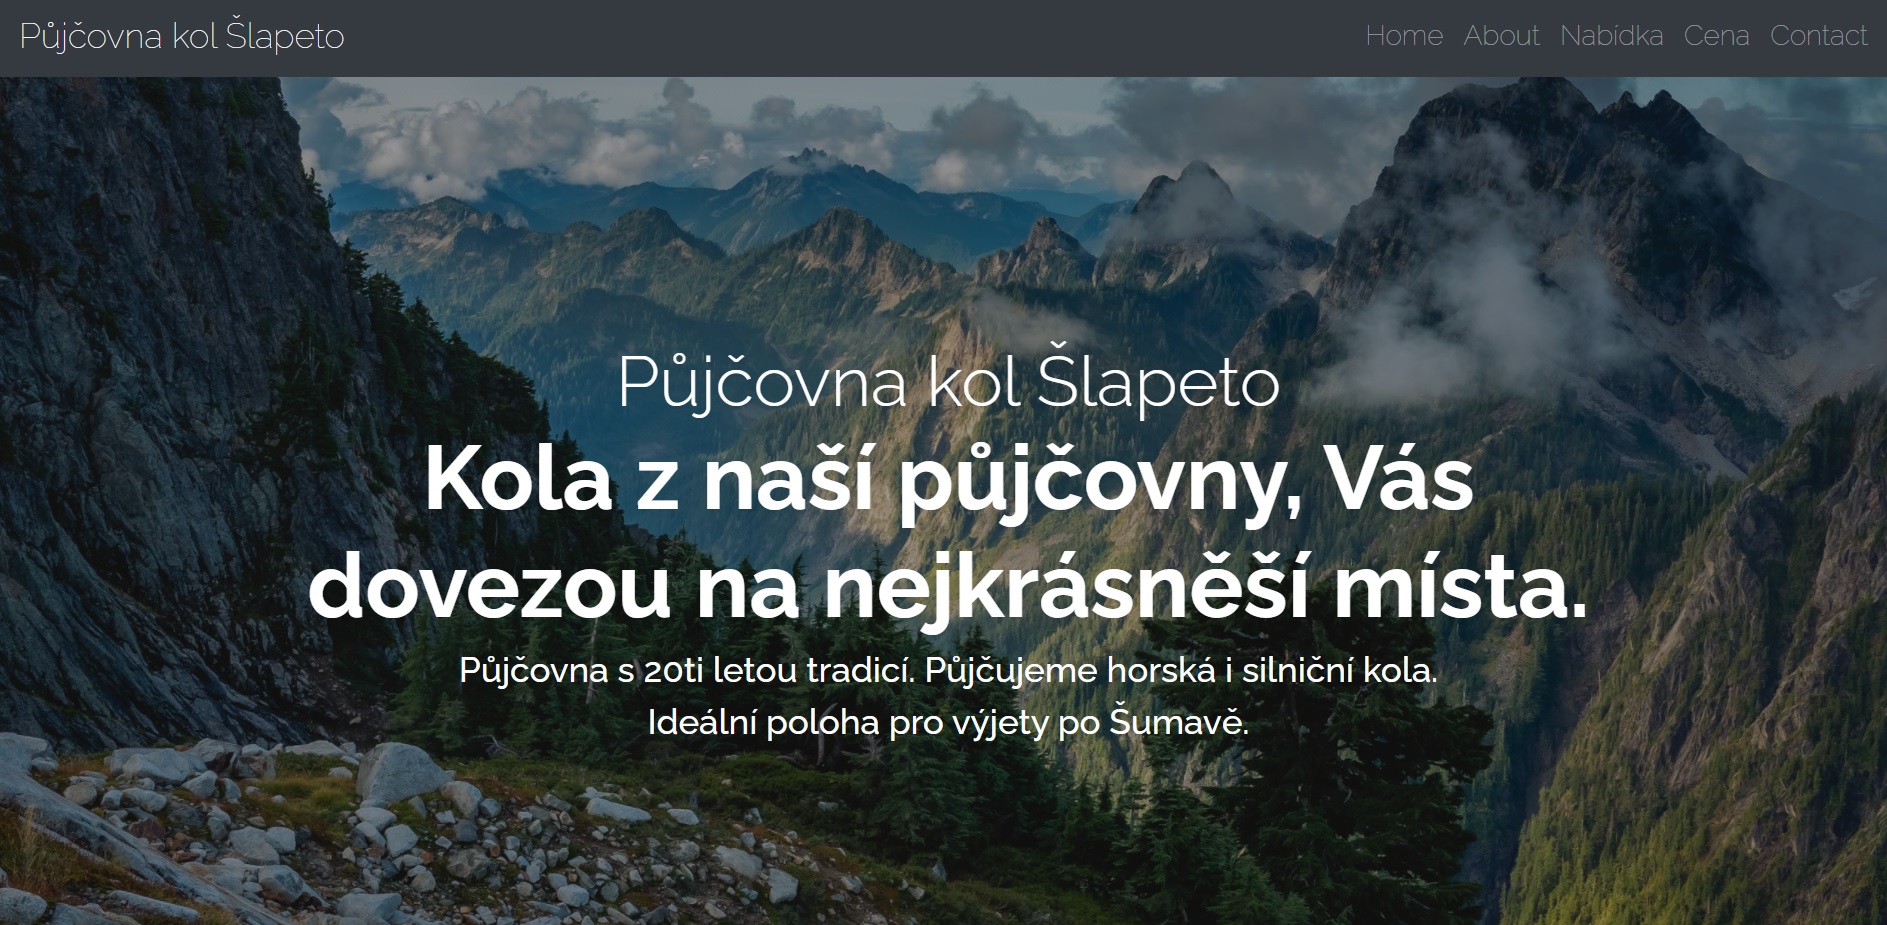 Půjčovna kol Šlapeto
Home About Nabídka Cena Contact
Půjčovna kol Šlapeto
Kola z naší půjčovny, Vás
dovezou na nejkrásněší místa.
Půjčovna s 20ti letou tradicí. Půjčujeme horská i silniční kola.
Ideální poloha pro výjety po Šumavě.